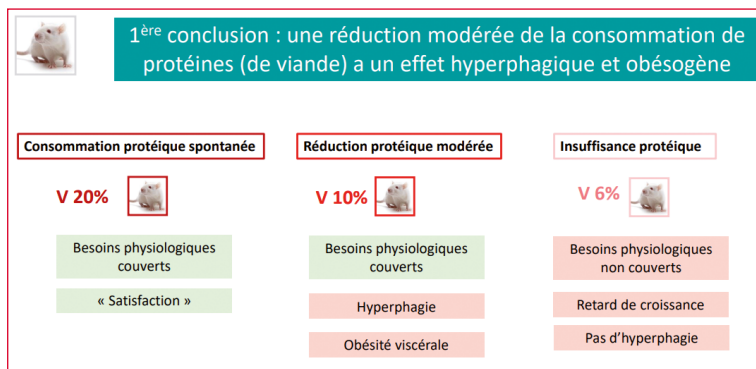 1ère conclusion : une réduction modérée de la consommation de
protéines (de viande) a un effet hyperphagique et obésogène
Consommation protéique spontanée
V 20%
Besoins physiologiques
couverts
« Satisfaction »
Réduction protéique modérée
V 10%
Besoins physiologiques
couverts
Hyperphagie
Obésité viscérale
Insuffisance protéique
V 6%
Besoins physiologiques
non couverts
Retard de croissance
Pas d’hyperphagie